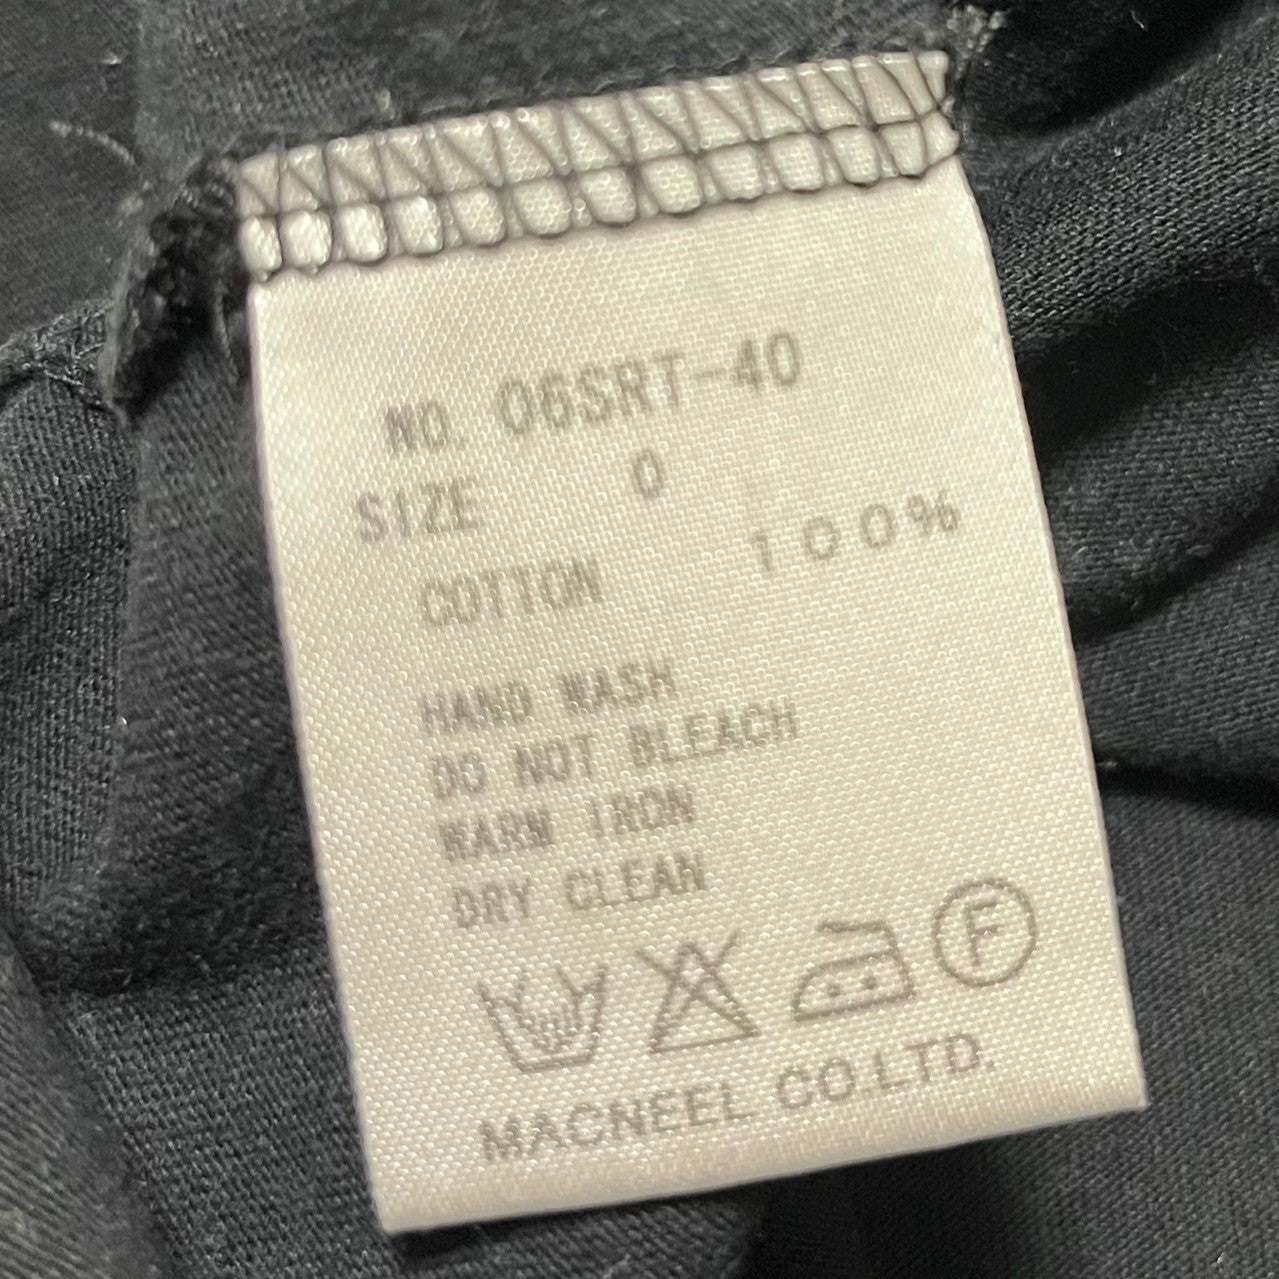 NO. 06SRT-40
SIZE 0
COTTON 100%
HAND WASH
DO NOT BLEACH
WARM IRON
DRY CLEAN
F
MACNEEL CO.LTD.